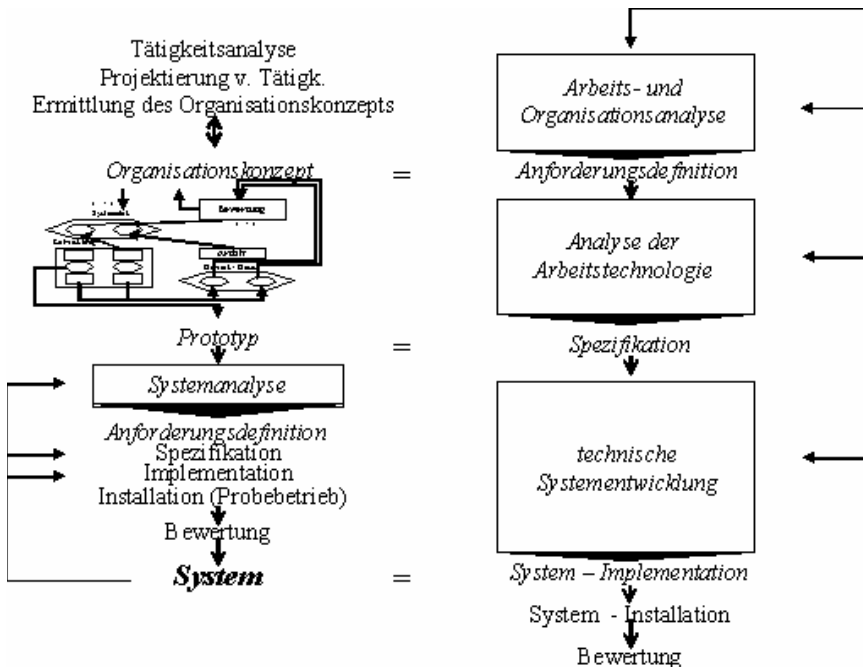 Tätigkeitsanalyse
Projektierung v. Tätigk.
Ermittlung des Organisationskonzepts
Organisationskonzept
Bewertung
Prototyp
Systemanalyse
Anforderungsdefinition
Spezifikation
Implementation
Installation (Probebetrieb)
Bewertung
System
=
=
=
Arbeits- und
Organisationsanalyse
Anforderungsdefinition
Analyse der
Arbeitstechnologie
Spezifikation
technische
Systementwicklung
System – Implementation
System - Installation
Bewertung